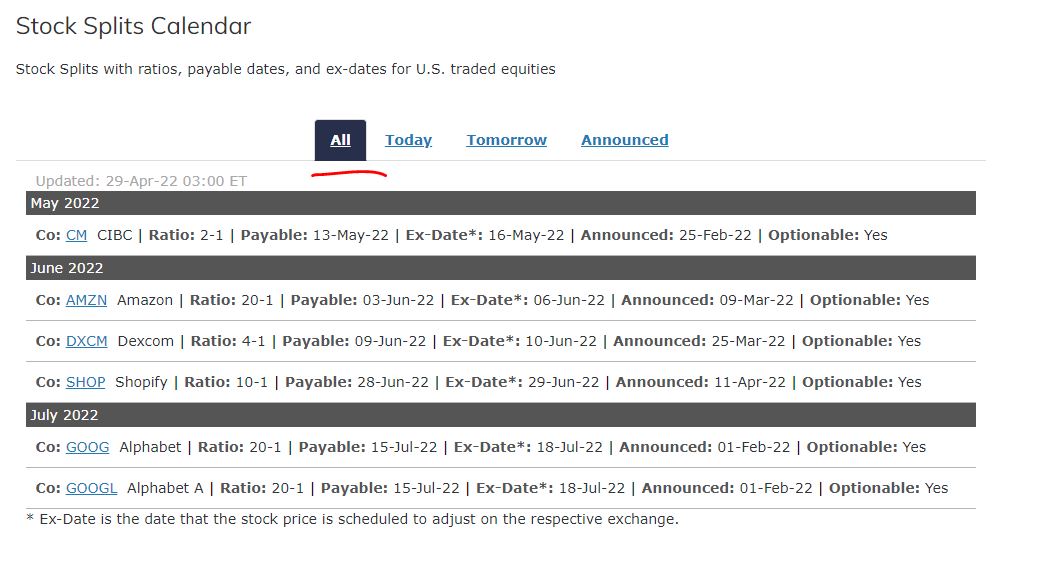 Stock Splits Calendar
Stock Splits with ratios, payable dates, and ex-dates for U.S. traded equities
All Today Tomorrow Announced
Updated: 29-Apr-22 03:00 ET
May 2022
Co: CM CIBC | Ratio: 2-1 | Payable: 13-May-22 | Ex-Date*: 16-May-22 | Announced: 25-Feb-22 | Optionable: Yes
June 2022
Co: AMZN Amazon | Ratio: 20-1 | Payable: 03-Jun-22 | Ex-Date*: 06-Jun-22 | Announced: 09-Mar-22 | Optionable: Yes
Co: DXCM Dexcom | Ratio: 4-1 | Payable: 09-Jun-22 | Ex-Date*: 10-Jun-22 | Announced: 25-Mar-22 | Optionable: Yes
Co: SHOP Shopify | Ratio: 10-1 | Payable: 28-Jun-22 | Ex-Date*: 29-Jun-22 | Announced: 11-Apr-22 | Optionable: Yes
July 2022
Co: GOOG Alphabet | Ratio: 20-1 | Payable: 15-Jul-22 | Ex-Date*: 18-Jul-22 | Announced: 01-Feb-22 | Optionable: Yes
Co: GOOGL Alphabet A | Ratio: 20-1 | Payable: 15-Jul-22 | Ex-Date*: 18-Jul-22 | Announced: 01-Feb-22 | Optionable: Yes
* Ex-Date is the date that the stock price is scheduled to adjust on the respective exchange.